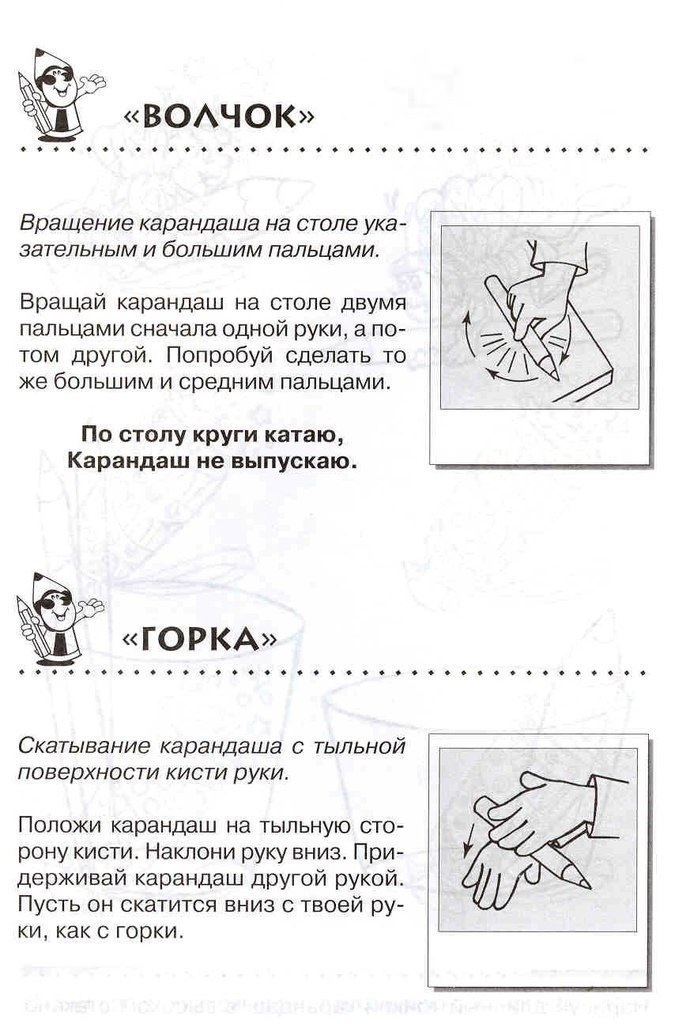 «ВОЛЧОК»
Вращение карандаша на столе ука-
зательным и большим пальцами.
Вращай карандаш на столе двумя
пальцами сначала одной руки, а по-
том другой. Попробуй сделать то
же большим и средним пальцами.
По столу круги катаю,
Карандаш не выпускаю.
«ГОРКА»
Скатывание карандаша с тыльной
поверхности кисти руки.
Положи карандаш на тыльную сто-
рону кисти. Наклони руку вниз. При-
держивай карандаш другой рукой.
Пусть он скатится вниз с твоей ру-
ки, как с горки.